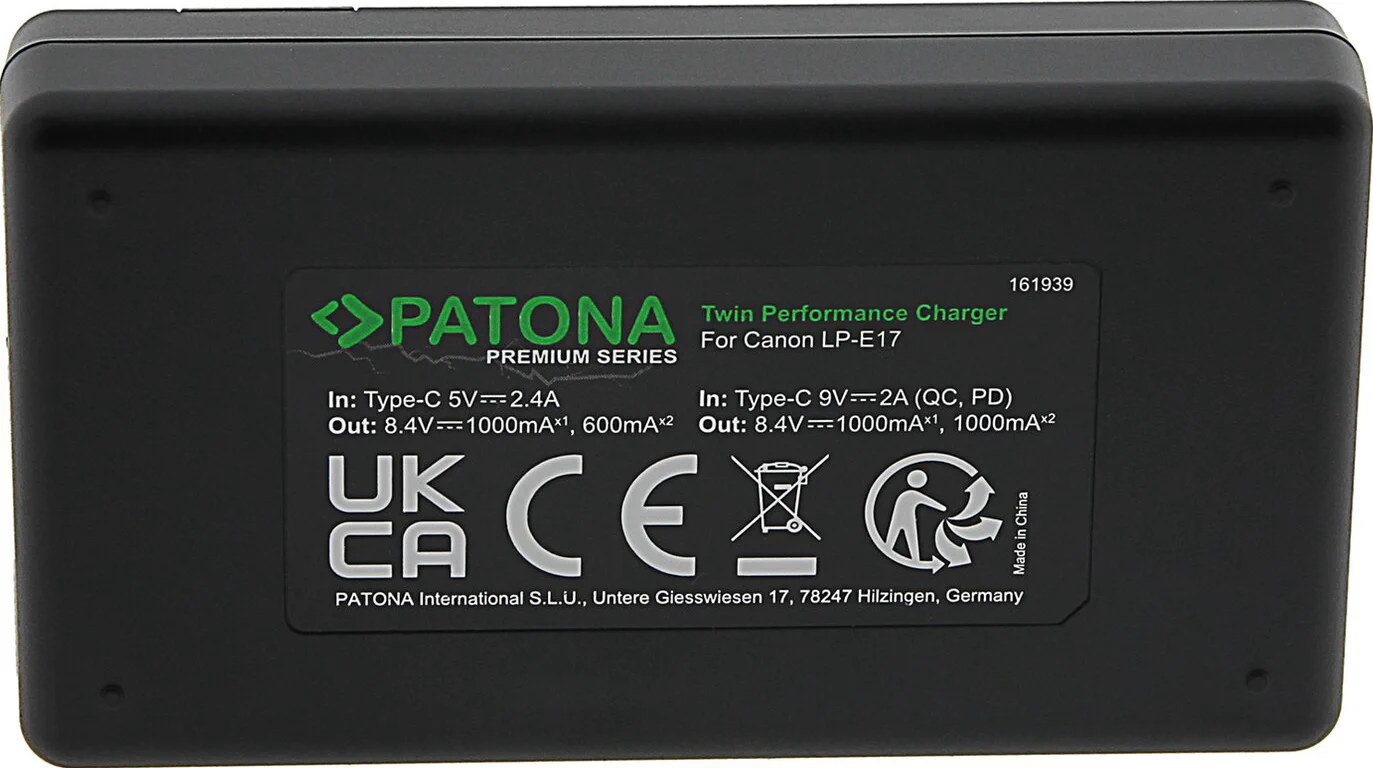 161939
PATONA
PREMIUM SERIES
Twin Performance Charger
For Canon LP-E17
In: Type-C 5V⎓2.4A
Out: 8.4V⎓1000mAˣ¹, 600mAˣ²
In: Type-C 9V⎓2A (QC, PD)
Out: 8.4V⎓1000mAˣ¹, 1000mAˣ²
UK
CA
CE
Made in China
PATONA International S.L.U., Untere Giesswiesen 17, 78247 Hilzingen, Germany